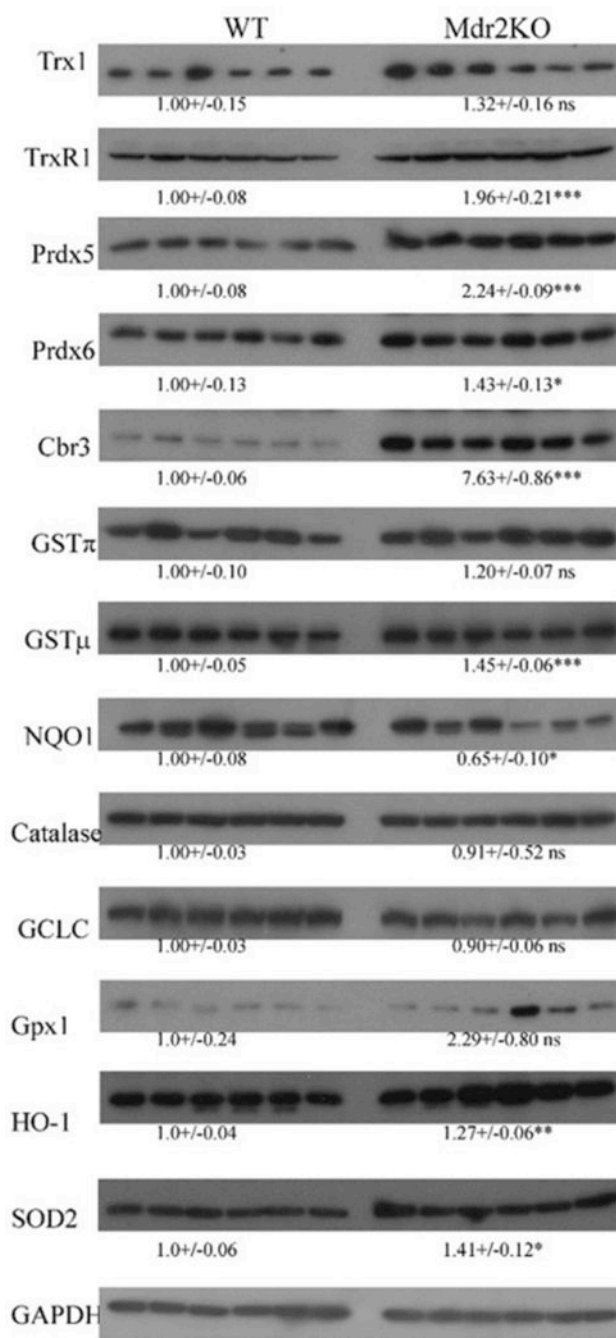 WT Mdr2KO
Trx1
1.00+/-0.15 1.32+/-0.16 ns
TrxR1
1.00+/-0.08 1.96+/-0.21***
Prdx5
1.00+/-0.08 2.24+/-0.09***
Prdx6
1.00+/-0.13 1.43+/-0.13*
Cbr3
1.00+/-0.06 7.63+/-0.86***
GSTπ
1.00+/-0.10 1.20+/-0.07 ns
GSTμ
1.00+/-0.05 1.45+/-0.06***
NQO1
1.00+/-0.08 0.65+/-0.10*
Catalase
1.00+/-0.03 0.91+/-0.52 ns
GCLC
1.00+/-0.03 0.90+/-0.06 ns
Gpx1
1.0+/-0.24 2.29+/-0.80 ns
HO-1
1.0+/-0.04 1.27+/-0.06**
SOD2
1.0+/-0.06 1.41+/-0.12*
GAPDH